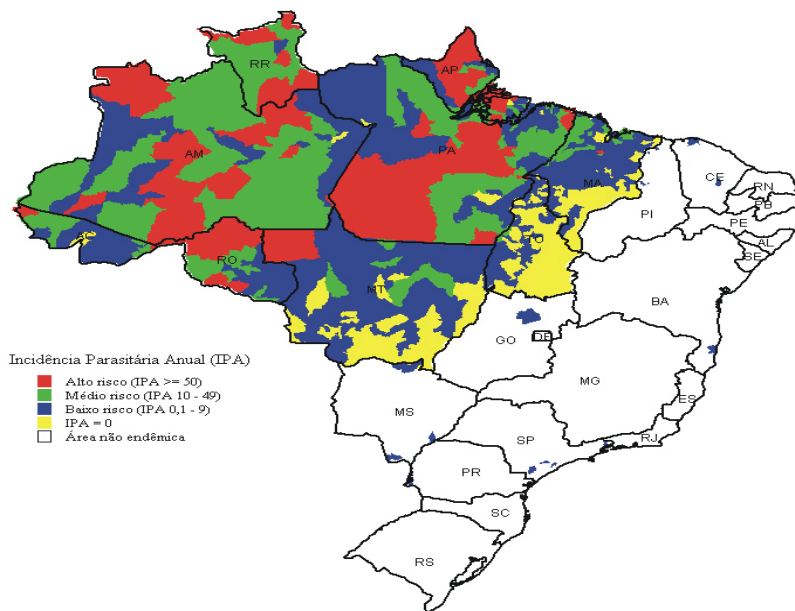 RR
AP
AM
PA
MA
CE
RN
PB
PE
AL
SE
PI
TO
AC
RO
MT
BA
GO
DF
MG
ES
MS
SP
RJ
PR
SC
RS
Incidência Parasitária Anual (IPA)
Alto risco (IPA >= 50)
Médio risco (IPA 10 - 49)
Baixo risco (IPA 0,1 - 9)
IPA = 0
Área não endêmica